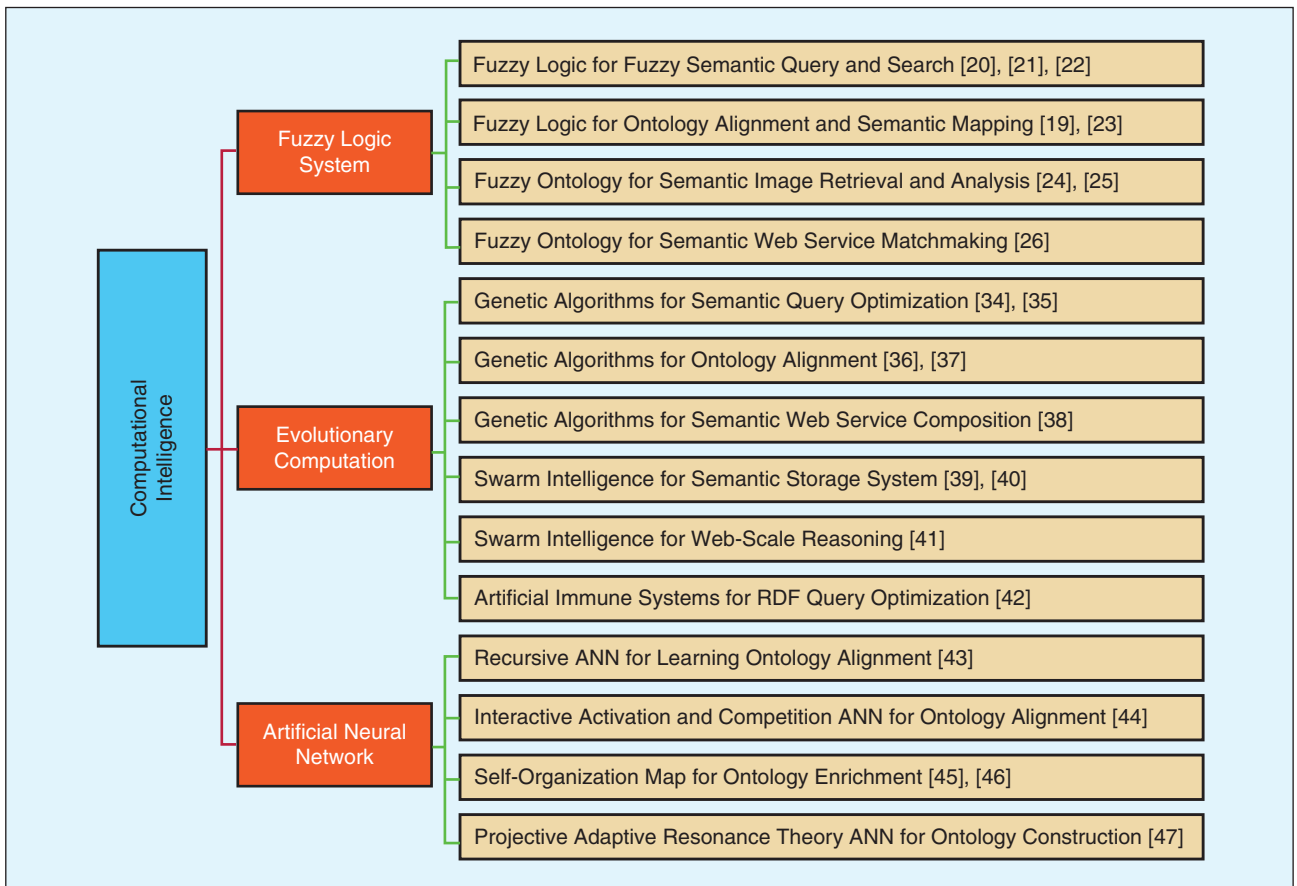 Computational
Intelligence
Fuzzy Logic
System
Fuzzy Logic for Fuzzy Semantic Query and Search [20], [21], [22]
Fuzzy Logic for Ontology Alignment and Semantic Mapping [19], [23]
Fuzzy Ontology for Semantic Image Retrieval and Analysis [24], [25]
Fuzzy Ontology for Semantic Web Service Matchmaking [26]
Evolutionary
Computation
Genetic Algorithms for Semantic Query Optimization [34], [35]
Genetic Algorithms for Ontology Alignment [36], [37]
Genetic Algorithms for Semantic Web Service Composition [38]
Swarm Intelligence for Semantic Storage System [39], [40]
Swarm Intelligence for Web-Scale Reasoning [41]
Artificial Immune Systems for RDF Query Optimization [42]
Artificial Neural
Network
Recursive ANN for Learning Ontology Alignment [43]
Interactive Activation and Competition ANN for Ontology Alignment [44]
Self-Organization Map for Ontology Enrichment [45], [46]
Projective Adaptive Resonance Theory ANN for Ontology Construction [47]